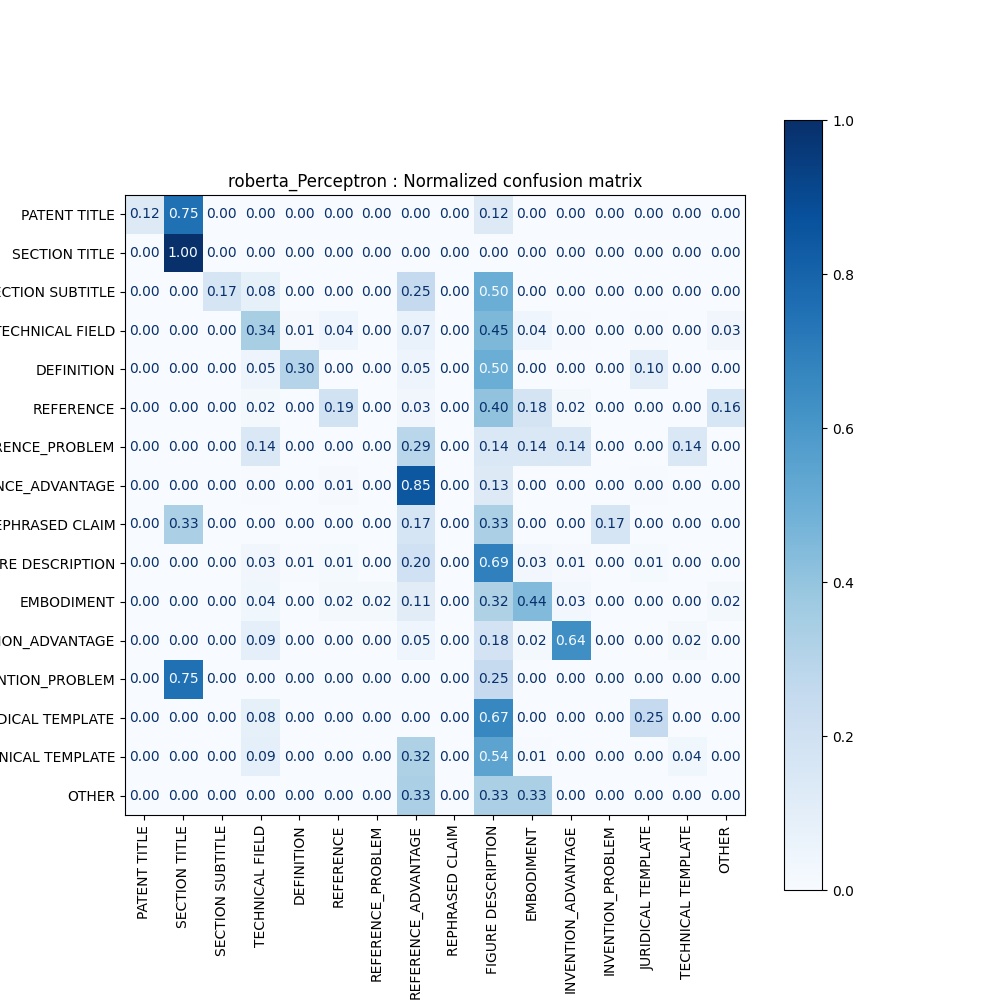 roberta_Perceptron : Normalized confusion matrix
PATENT TITLE 0.12 0.75 0.00 0.00 0.00 0.00 0.00 0.00 0.00 0.12 0.00 0.00 0.00 0.00 0.00 0.00
SECTION TITLE 0.00 1.00 0.00 0.00 0.00 0.00 0.00 0.00 0.00 0.00 0.00 0.00 0.00 0.00 0.00 0.00
ECTION SUBTITLE 0.00 0.00 0.17 0.08 0.00 0.00 0.00 0.25 0.00 0.50 0.00 0.00 0.00 0.00 0.00 0.00
TECHNICAL FIELD 0.00 0.00 0.00 0.34 0.01 0.04 0.00 0.07 0.00 0.45 0.04 0.00 0.00 0.00 0.00 0.03
DEFINITION 0.00 0.00 0.00 0.05 0.30 0.00 0.00 0.05 0.00 0.50 0.00 0.00 0.00 0.10 0.00 0.00
REFERENCE 0.00 0.00 0.00 0.02 0.00 0.19 0.00 0.03 0.00 0.40 0.18 0.02 0.00 0.00 0.00 0.16
RENCE_PROBLEM 0.00 0.00 0.00 0.14 0.00 0.00 0.00 0.29 0.00 0.14 0.14 0.14 0.00 0.00 0.14 0.00
NCE_ADVANTAGE 0.00 0.00 0.00 0.00 0.00 0.01 0.00 0.85 0.00 0.13 0.00 0.00 0.00 0.00 0.00 0.00
EPHRASED CLAIM 0.00 0.33 0.00 0.00 0.00 0.00 0.00 0.17 0.00 0.33 0.00 0.00 0.17 0.00 0.00 0.00
RE DESCRIPTION 0.00 0.00 0.00 0.03 0.01 0.01 0.00 0.20 0.00 0.69 0.03 0.01 0.00 0.01 0.00 0.00
EMBODIMENT 0.00 0.00 0.00 0.04 0.00 0.02 0.02 0.11 0.00 0.32 0.44 0.03 0.00 0.00 0.00 0.02
ION_ADVANTAGE 0.00 0.00 0.00 0.09 0.00 0.00 0.00 0.05 0.00 0.18 0.02 0.64 0.00 0.00 0.02 0.00
NTION_PROBLEM 0.00 0.75 0.00 0.00 0.00 0.00 0.00 0.00 0.00 0.25 0.00 0.00 0.00 0.00 0.00 0.00
DICAL TEMPLATE 0.00 0.00 0.00 0.08 0.00 0.00 0.00 0.00 0.00 0.67 0.00 0.00 0.00 0.25 0.00 0.00
NICAL TEMPLATE 0.00 0.00 0.00 0.09 0.00 0.00 0.00 0.32 0.00 0.54 0.01 0.00 0.00 0.00 0.04 0.00
OTHER 0.00 0.00 0.00 0.00 0.00 0.00 0.00 0.33 0.00 0.33 0.33 0.00 0.00 0.00 0.00 0.00
PATENT TITLE
SECTION TITLE
SECTION SUBTITLE
TECHNICAL FIELD
DEFINITION
REFERENCE
REFERENCE_PROBLEM
REFERENCE_ADVANTAGE
REPHRASED CLAIM
FIGURE DESCRIPTION
EMBODIMENT
INVENTION_ADVANTAGE
INVENTION_PROBLEM
JURIDICAL TEMPLATE
TECHNICAL TEMPLATE
OTHER
1.0
0.8
0.6
0.4
0.2
0.0